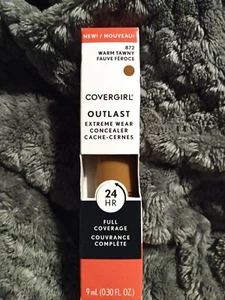 NEW! / NOUVEAU!
872
WARM TAWNY
FAUVE FÉROCE
COVERGIRL
OUTLAST
EXTREME WEAR
CONCEALER
CACHE-CERNES
24
HR
FULL
COVERAGE
COUVRANCE
COMPLÈTE
9 mL (0.30 FL. OZ.)